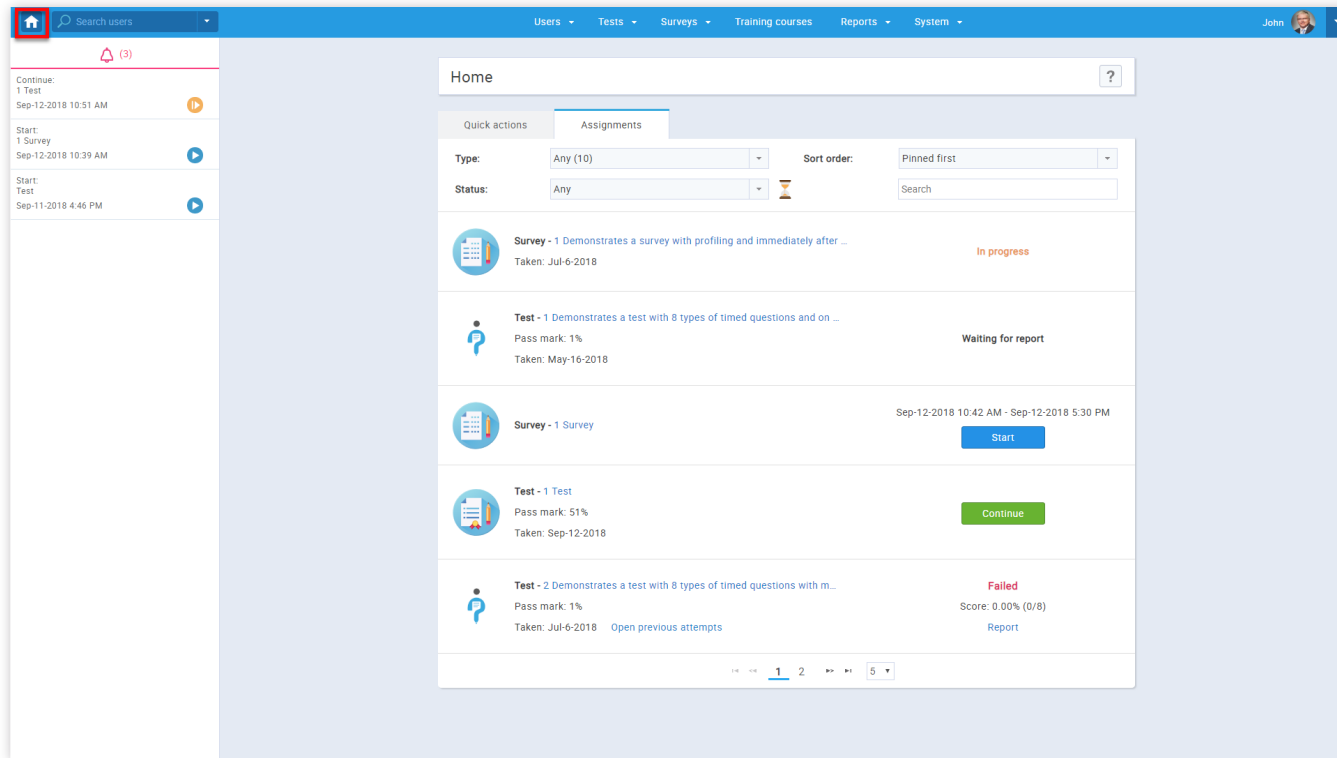 Search users
Users Tests Surveys Training courses Reports System
John
(3)
Continue:
1 Test
Sep-12-2018 10:51 AM
Start:
1 Survey
Sep-12-2018 10:39 AM
Start:
Test
Sep-11-2018 4:46 PM
Home
?
Quick actions Assignments
Type: Any (10) Sort order: Pinned first
Status: Any Search
Survey - 1 Demonstrates a survey with profiling and immediately after ...
Taken: Jul-6-2018
In progress
Test - 1 Demonstrates a test with 8 types of timed questions and on ...
Pass mark: 1%
Taken: May-16-2018
Waiting for report
Survey - 1 Survey
Sep-12-2018 10:42 AM - Sep-12-2018 5:30 PM
Start
Test - 1 Test
Pass mark: 51%
Taken: Sep-12-2018
Continue
Test - 2 Demonstrates a test with 8 types of timed questions with m...
Pass mark: 1%
Taken: Jul-6-2018 Open previous attempts
Failed
Score: 0.00% (0/8)
Report
1 2 5